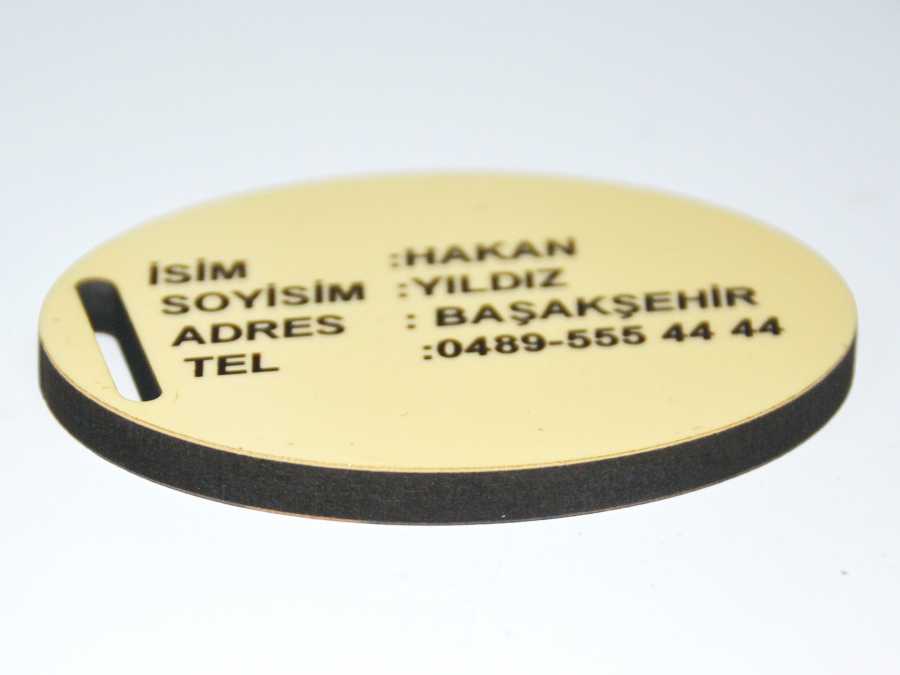 İSİM :HAKAN
SOYİSİM :YILDIZ
ADRES : BAŞAKŞEHİR
TEL :0489-555 44 44